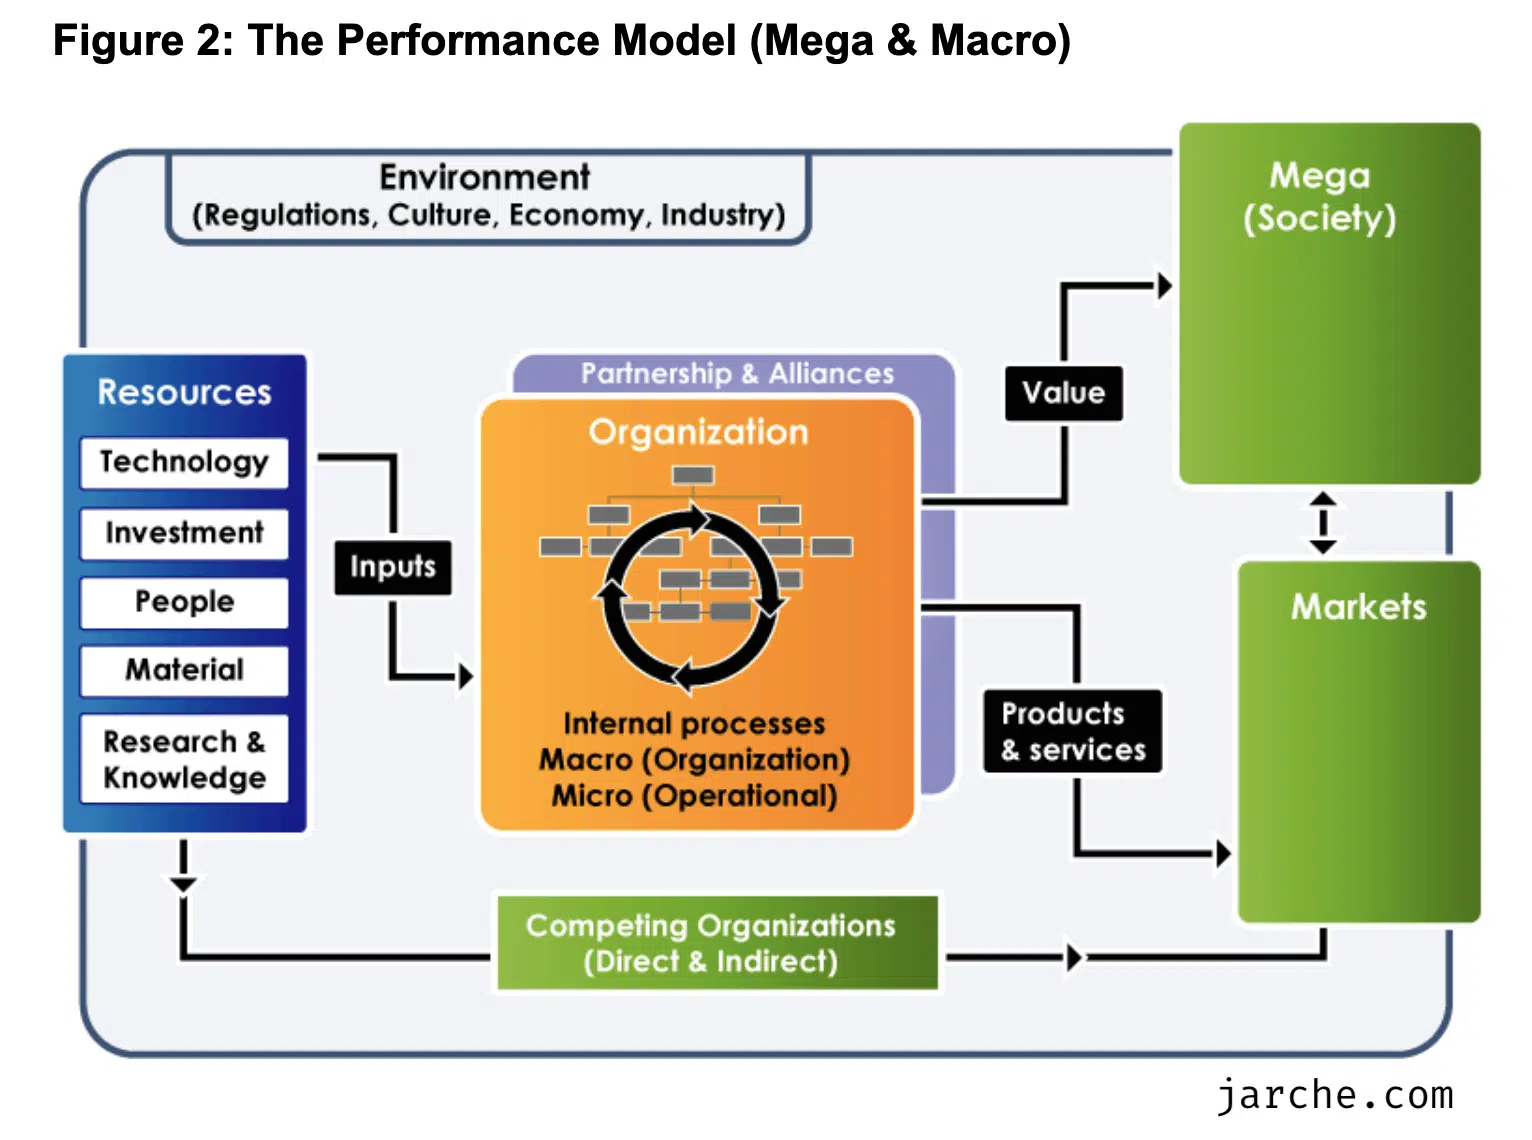 Figure 2: The Performance Model (Mega & Macro)
Environment
(Regulations, Culture, Economy, Industry)
Mega
(Society)
Resources
Technology
Investment
People
Material
Research &
Knowledge
Inputs
Partnership & Alliances
Organization
Internal processes
Macro (Organization)
Micro (Operational)
Value
Products
& services
Markets
Competing Organizations
(Direct & Indirect)
jarche.com